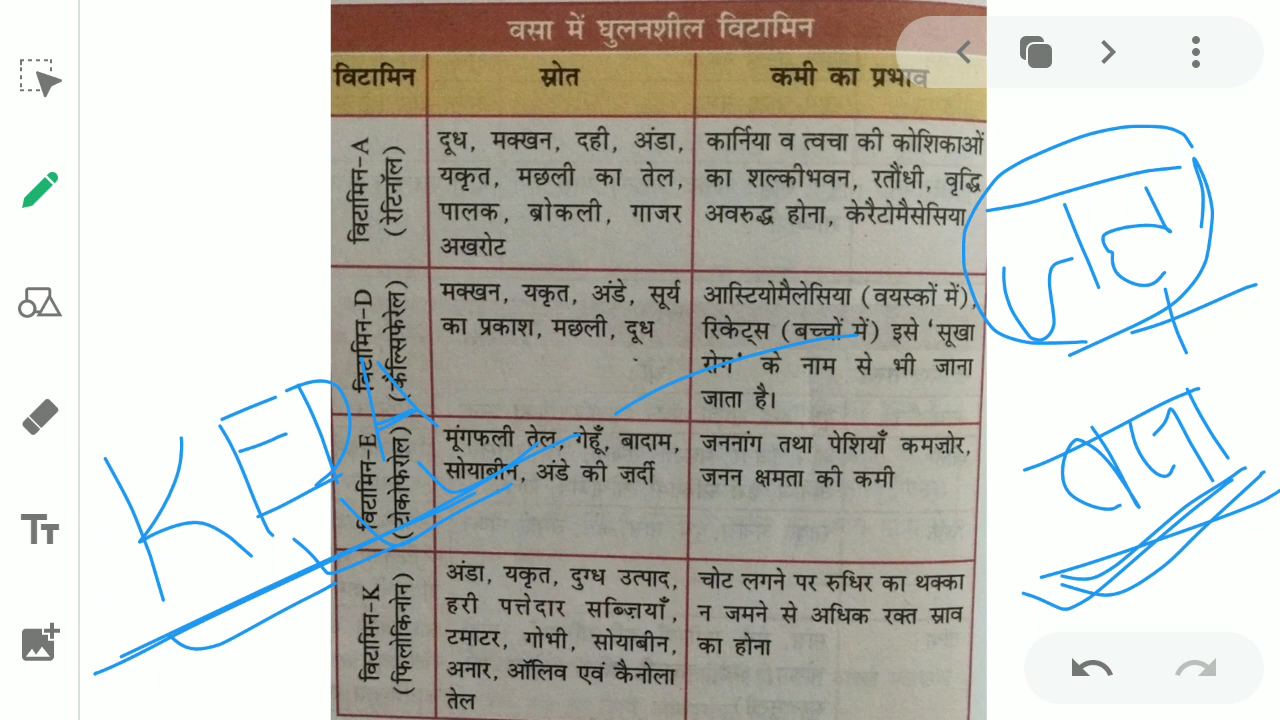 वसा में घुलनशील विटामिन
विटामिन
स्रोत
कमी का प्रभाव
विटामिन-A
(रेटिनॉल)
दूध, मक्खन, दही, अंडा,
यकृत, मछली का तेल,
पालक, ब्रोकली, गाजर
अखरोट
कार्निया व त्वचा की कोशिकाओं
का शल्कीभवन, रतौंधी, वृद्धि
अवरुद्ध होना, केरैटोमैसेसिया
विटामिन-D
(कैल्सिफेरेल)
मक्खन, यकृत, अंडे, सूर्य
का प्रकाश, मछली, दूध
आस्टियोमैलेसिया (वयस्कों में),
रिकेट्स (बच्चों में) इसे 'सूखा
रोग' के नाम से भी जाना
जाता है।
विटामिन-E
(टोकोफेरोल)
मूंगफली तेल, गेहूँ, बादाम,
सोयाबीन, अंडे की ज़र्दी
जननांग तथा पेशियाँ कमज़ोर,
जनन क्षमता की कमी
विटामिन-K
(फिलोकिनोन)
अंडा, यकृत, दुग्ध उत्पाद,
हरी पत्तेदार सब्ज़ियाँ,
टमाटर, गोभी, सोयाबीन,
अनार, ऑलिव एवं कैनोला
तेल
चोट लगने पर रुधिर का थक्का
न जमने से अधिक रक्त स्राव
का होना
KEDA
TT